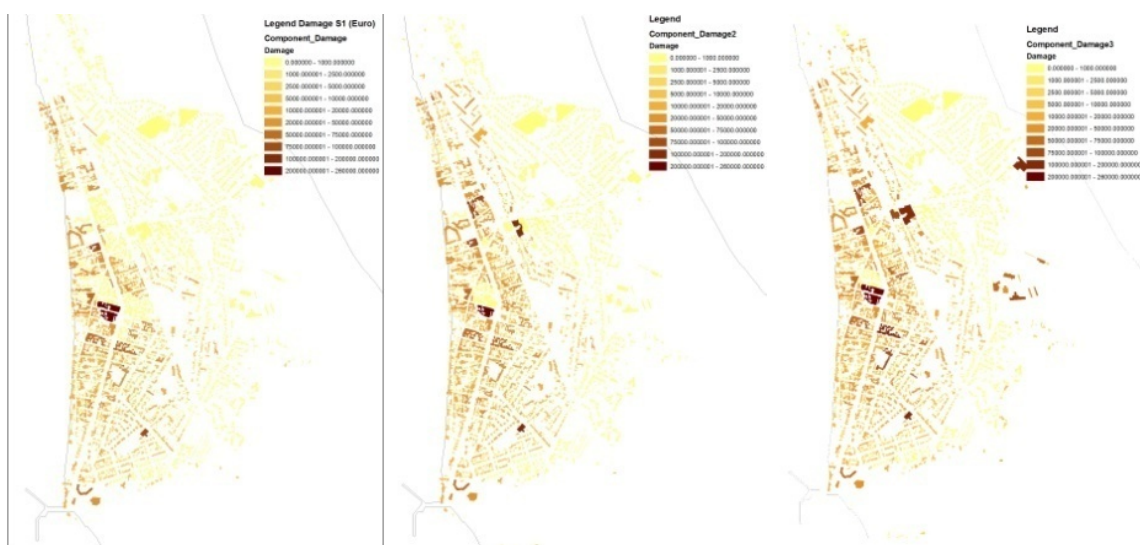 Legend Damage S1 (Euro)
Component_Damage
Damage
0.000000 - 1000.000000
1000.000001 - 2500.000000
2500.000001 - 5000.000000
5000.000001 - 10000.000000
10000.000001 - 20000.000000
20000.000001 - 50000.000000
50000.000001 - 75000.000000
75000.000001 - 100000.000000
100000.000001 - 200000.000000
200000.000001 - 260000.000000
Legend
Component_Damage2
Damage
0.000000 - 1000.000000
1000.000001 - 2500.000000
2500.000001 - 5000.000000
5000.000001 - 10000.000000
10000.000001 - 20000.000000
20000.000001 - 50000.000000
50000.000001 - 75000.000000
75000.000001 - 100000.000000
100000.000001 - 200000.000000
200000.000001 - 260000.000000
Legend
Component_Damage3
Damage
0.000000 - 1000.000000
1000.000001 - 2500.000000
2500.000001 - 5000.000000
5000.000001 - 10000.000000
10000.000001 - 20000.000000
20000.000001 - 50000.000000
50000.000001 - 75000.000000
75000.000001 - 100000.000000
100000.000001 - 200000.000000
200000.000001 - 260000.000000